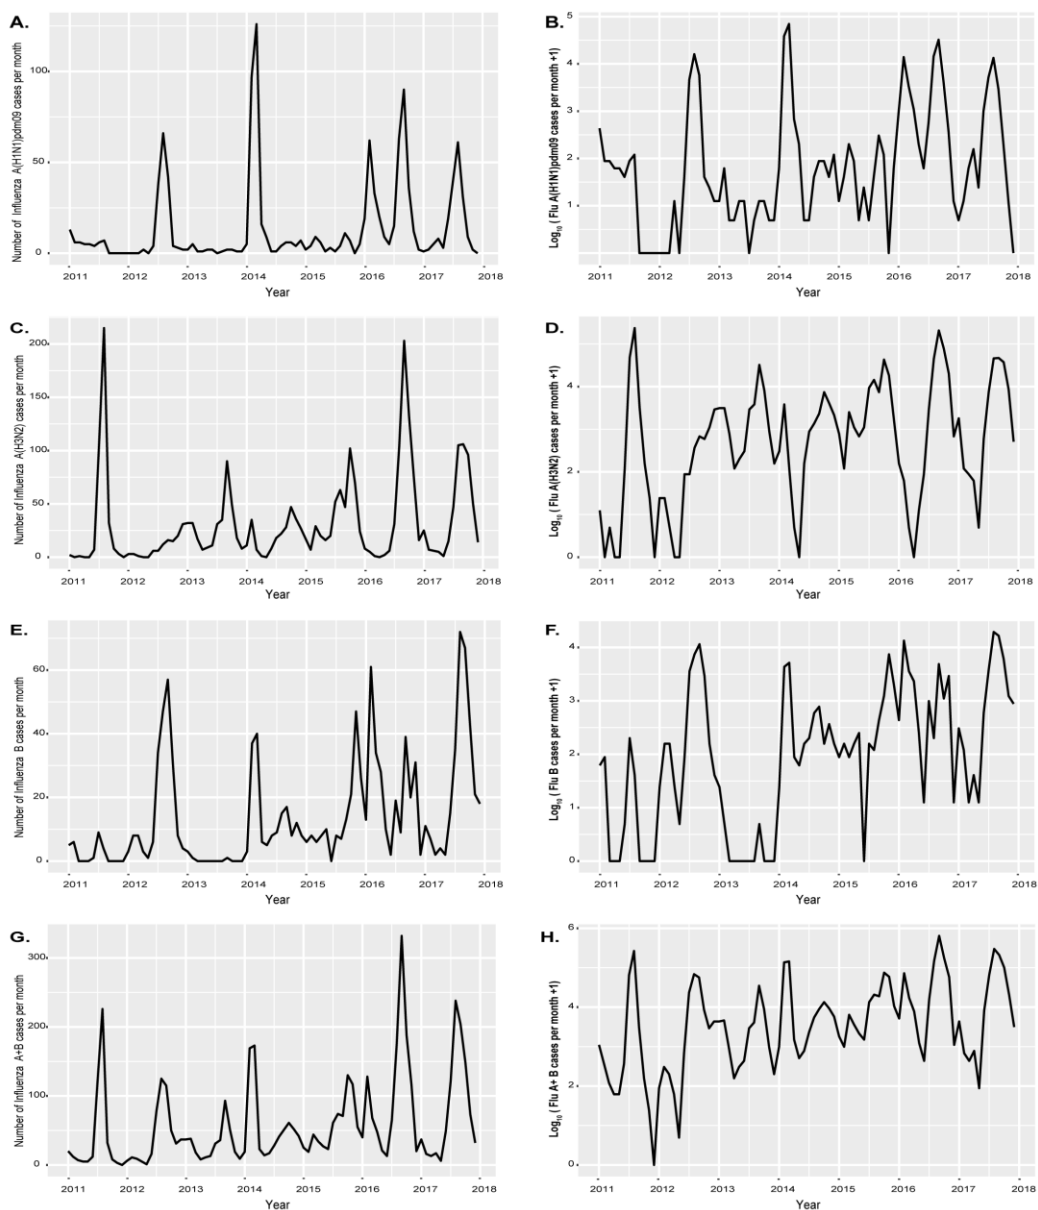 A.
Number of Influenza A(H1N1)pdm09 cases per month
100
50
0
2011 2012 2013 2014 2015 2016 2017 2018
Year
B.
Log10 ( Flu A(H1N1)pdm09 cases per month +1)
5
4
3
2
1
2011 2012 2013 2014 2015 2016 2017 2018
Year
C.
Number of Influenza A(H3N2) cases per month
200
150
100
50
0
2011 2012 2013 2014 2015 2016 2017 2018
Year
D.
Log10 ( Flu A(H3N2) cases per month +1)
4
2
0
2011 2012 2013 2014 2015 2016 2017 2018
Year
E.
Number of Influenza B cases per month
60
40
20
0
2011 2012 2013 2014 2015 2016 2017 2018
Year
F.
Log10 ( Flu B cases per month +1)
4
3
2
1
0
2011 2012 2013 2014 2015 2016 2017 2018
Year
G.
Number of Influenza A+B cases per month
300
200
100
0
2011 2012 2013 2014 2015 2016 2017 2018
Year
H.
Log10 ( Flu A+ B cases per month +1)
6
4
2
0
2011 2012 2013 2014 2015 2016 2017 2018
Year